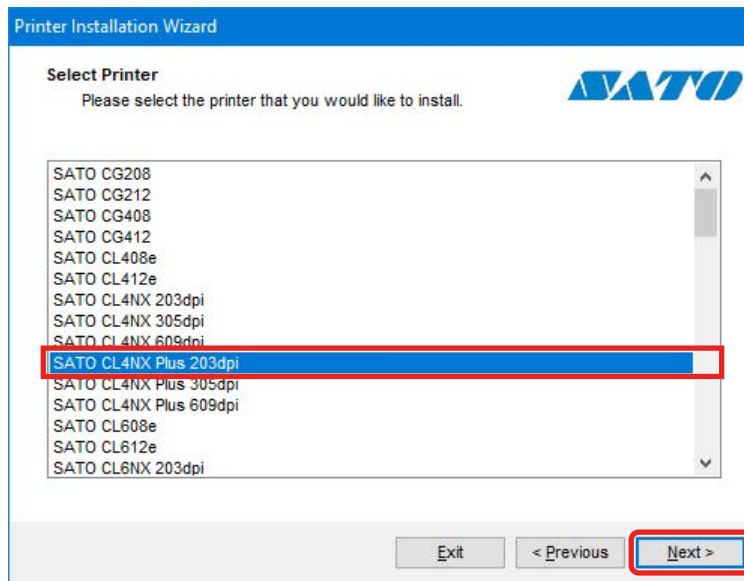 Printer Installation Wizard
Select Printer
SATO
Please select the printer that you would like to install.
SATO CG208
SATO CG212
SATO CG408
SATO CG412
SATO CL408e
SATO CL412e
SATO CL4NX 203dpi
SATO CL4NX 305dpi
SATO CL4NX 609dpi
SATO CL4NX Plus 203dpi
SATO CL4NX Plus 305dpi
SATO CL4NX Plus 609dpi
SATO CL608e
SATO CL612e
SATO CL6NX 203dpi
Exit
< Previous
Next >